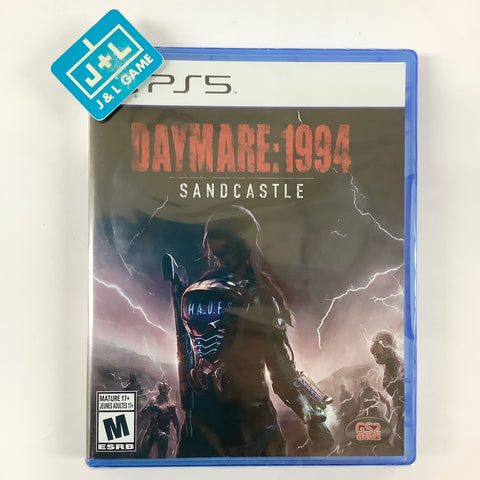 J+L
J & L GAME
PS5
DAYMARE:1994
SANDCASTLE
H.A.D.E.S
MATURE 17+
JEUNES ADULTES 17+
M
ESRB
GS2
GAMES